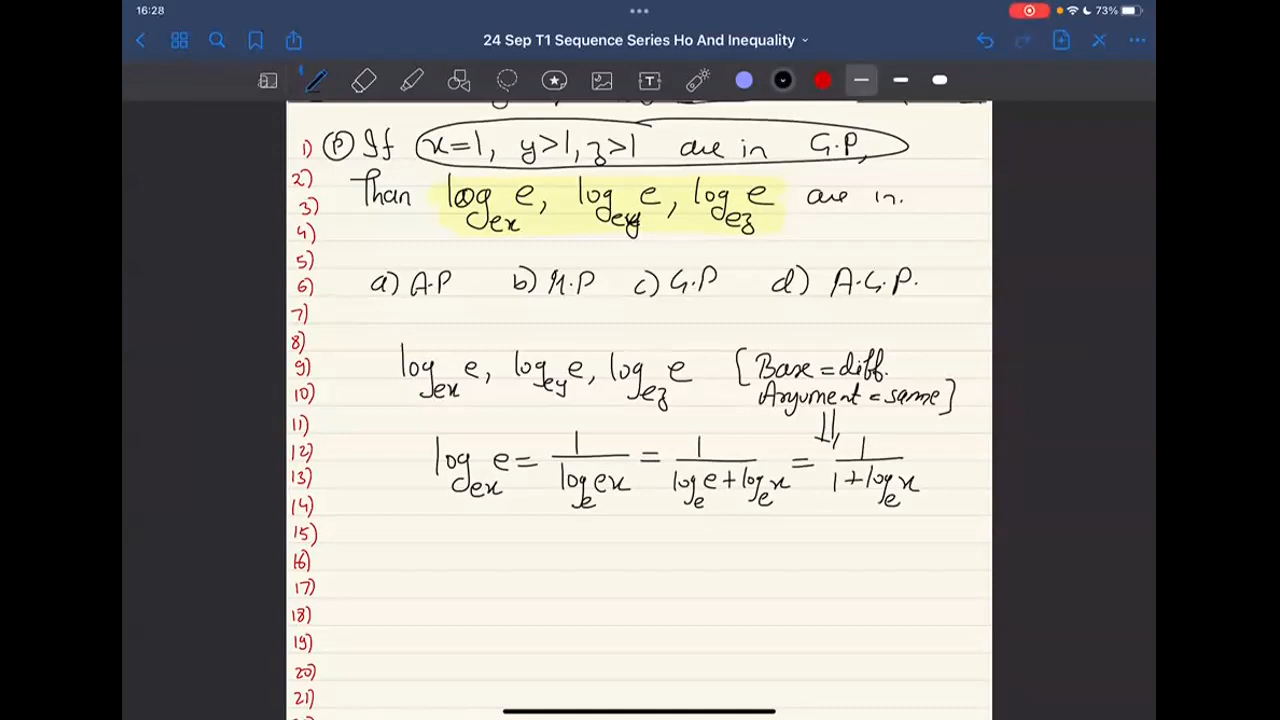 16:28
73%
24 Sep T1 Sequence Series Ho And Inequality
1) P If x=1, y>1, z>1 are in G.P,
2) Than log_ex e, log_ey e, log_ez e are in.
3)
4)
5)
6) a) A.P b) H.P c) G.P d) A.G.P.
7)
8)
9) log_ex e, log_ey e, log_ez e [Base = diff.
10) Argument = same]
11) ⇓
12) log_ex e = 1/(log_e ex) = 1/(log_e e + log_e x) = 1/(1 + log_e x)
13)
14)
15)
16)
17)
18)
19)
20)
21)